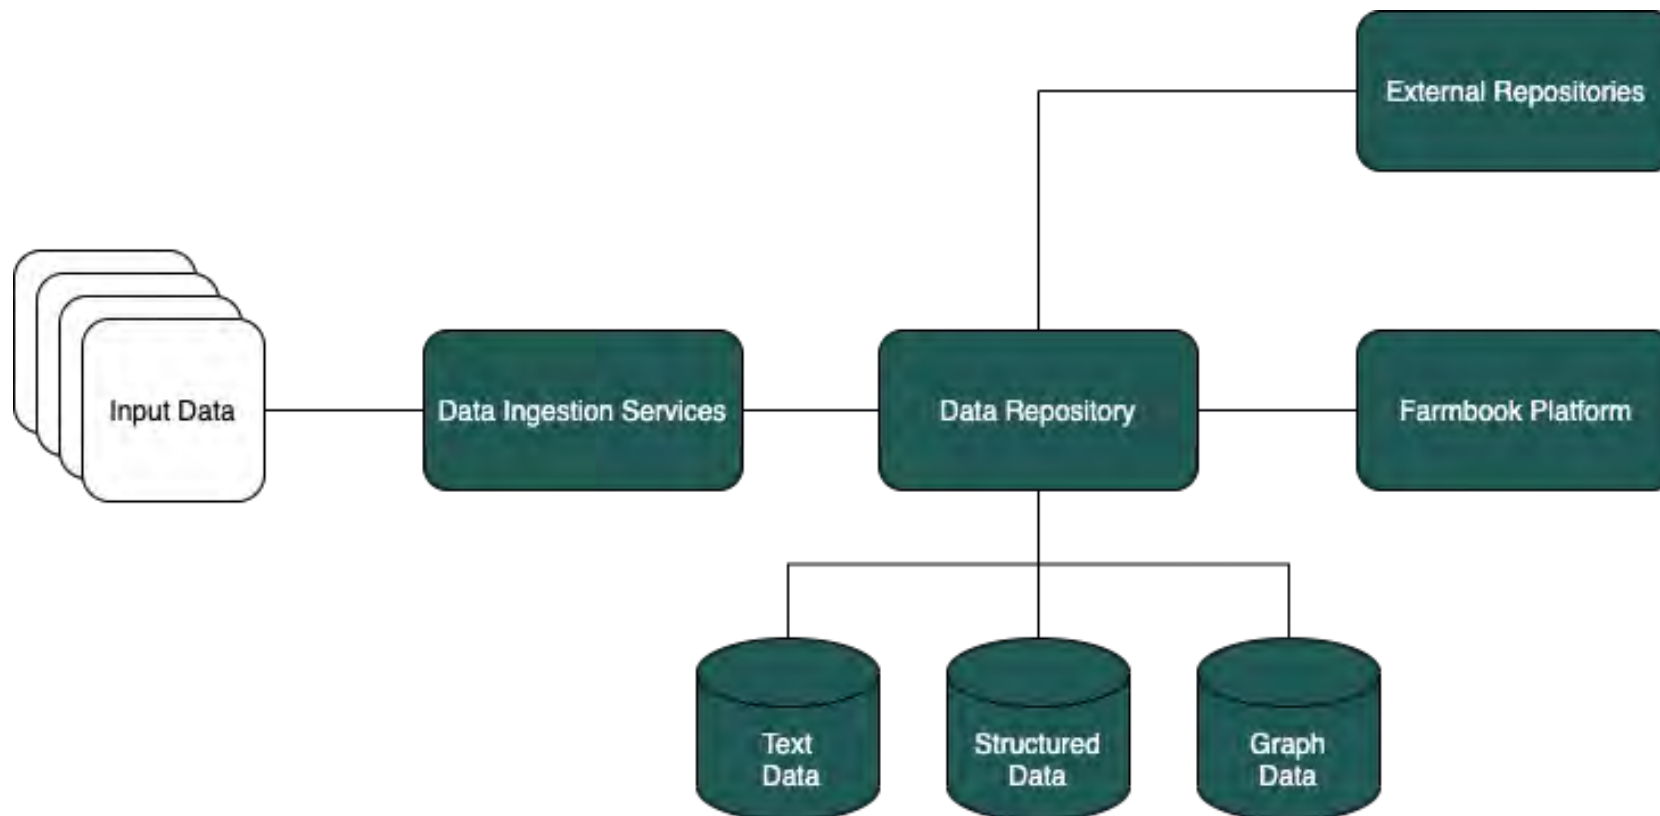 External Repositories
Input Data
Data Ingestion Services
Data Repository
Farmbook Platform
Text
Data
Structured
Data
Graph
Data